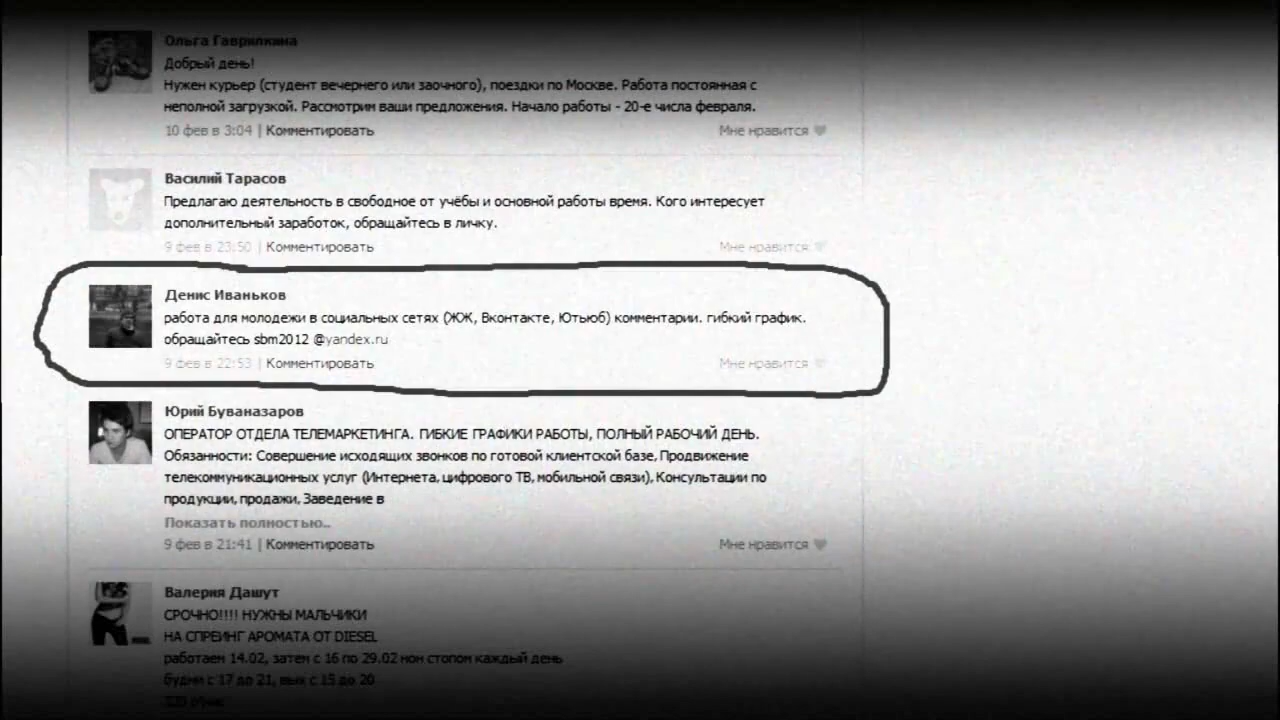 Ольга Гаврилкина
Добрый день!
Нужен курьер (студент вечернего или заочного), поездки по Москве. Работа постоянная с
неполной загрузкой. Рассмотрим ваши предложения. Начало работы - 20-е числа февраля.
10 фев в 3:04 | Комментировать Мне нравится
Василий Тарасов
Предлагаю деятельность в свободное от учёбы и основной работы время. Кого интересует
дополнительный заработок, обращайтесь в личку.
9 фев в 23:50 | Комментировать Мне нравится
Денис Иваньков
работа для молодежи в социальных сетях (ЖЖ, Вконтакте, Ютьюб) комментарии. гибкий график.
обращайтесь sbm2012 @yandex.ru
9 фев в 22:53 | Комментировать Мне нравится
Юрий Буваназаров
ОПЕРАТОР ОТДЕЛА ТЕЛЕМАРКЕТИНГА. ГИБКИЕ ГРАФИКИ РАБОТЫ, ПОЛНЫЙ РАБОЧИЙ ДЕНЬ.
Обязанности: Совершение исходящих звонков по готовой клиентской базе, Продвижение
телекоммуникационных услуг (Интернета, цифрового ТВ, мобильной связи), Консультации по
продукции, продажи, Заведение в
Показать полностью..
9 фев в 21:41 | Комментировать Мне нравится
Валерия Дашут
СРОЧНО!!!! НУЖНЫ МАЛЬЧИКИ
НА СПРЕИНГ АРОМАТА ОТ DIESEL
работаем 14.02, затем с 16 по 29.02 нон стопом каждый день
будни с 17 до 21, вых с 15 до 20